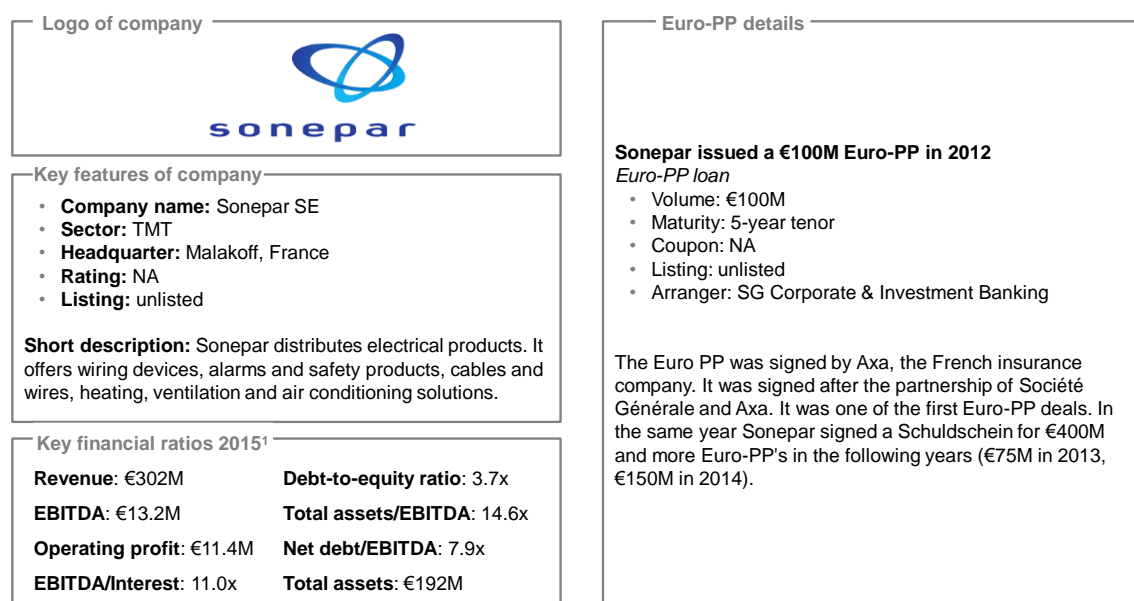 Logo of company
sonepar
Key features of company
• Company name: Sonepar SE
• Sector: TMT
• Headquarter: Malakoff, France
• Rating: NA
• Listing: unlisted
Short description: Sonepar distributes electrical products. It
offers wiring devices, alarms and safety products, cables and
wires, heating, ventilation and air conditioning solutions.
Key financial ratios 2015¹
Revenue: €302M Debt-to-equity ratio: 3.7x
EBITDA: €13.2M Total assets/EBITDA: 14.6x
Operating profit: €11.4M Net debt/EBITDA: 7.9x
EBITDA/Interest: 11.0x Total assets: €192M
Euro-PP details
Sonepar issued a €100M Euro-PP in 2012
Euro-PP loan
• Volume: €100M
• Maturity: 5-year tenor
• Coupon: NA
• Listing: unlisted
• Arranger: SG Corporate & Investment Banking
The Euro PP was signed by Axa, the French insurance
company. It was signed after the partnership of Société
Générale and Axa. It was one of the first Euro-PP deals. In
the same year Sonepar signed a Schuldschein for €400M
and more Euro-PP's in the following years (€75M in 2013,
€150M in 2014).